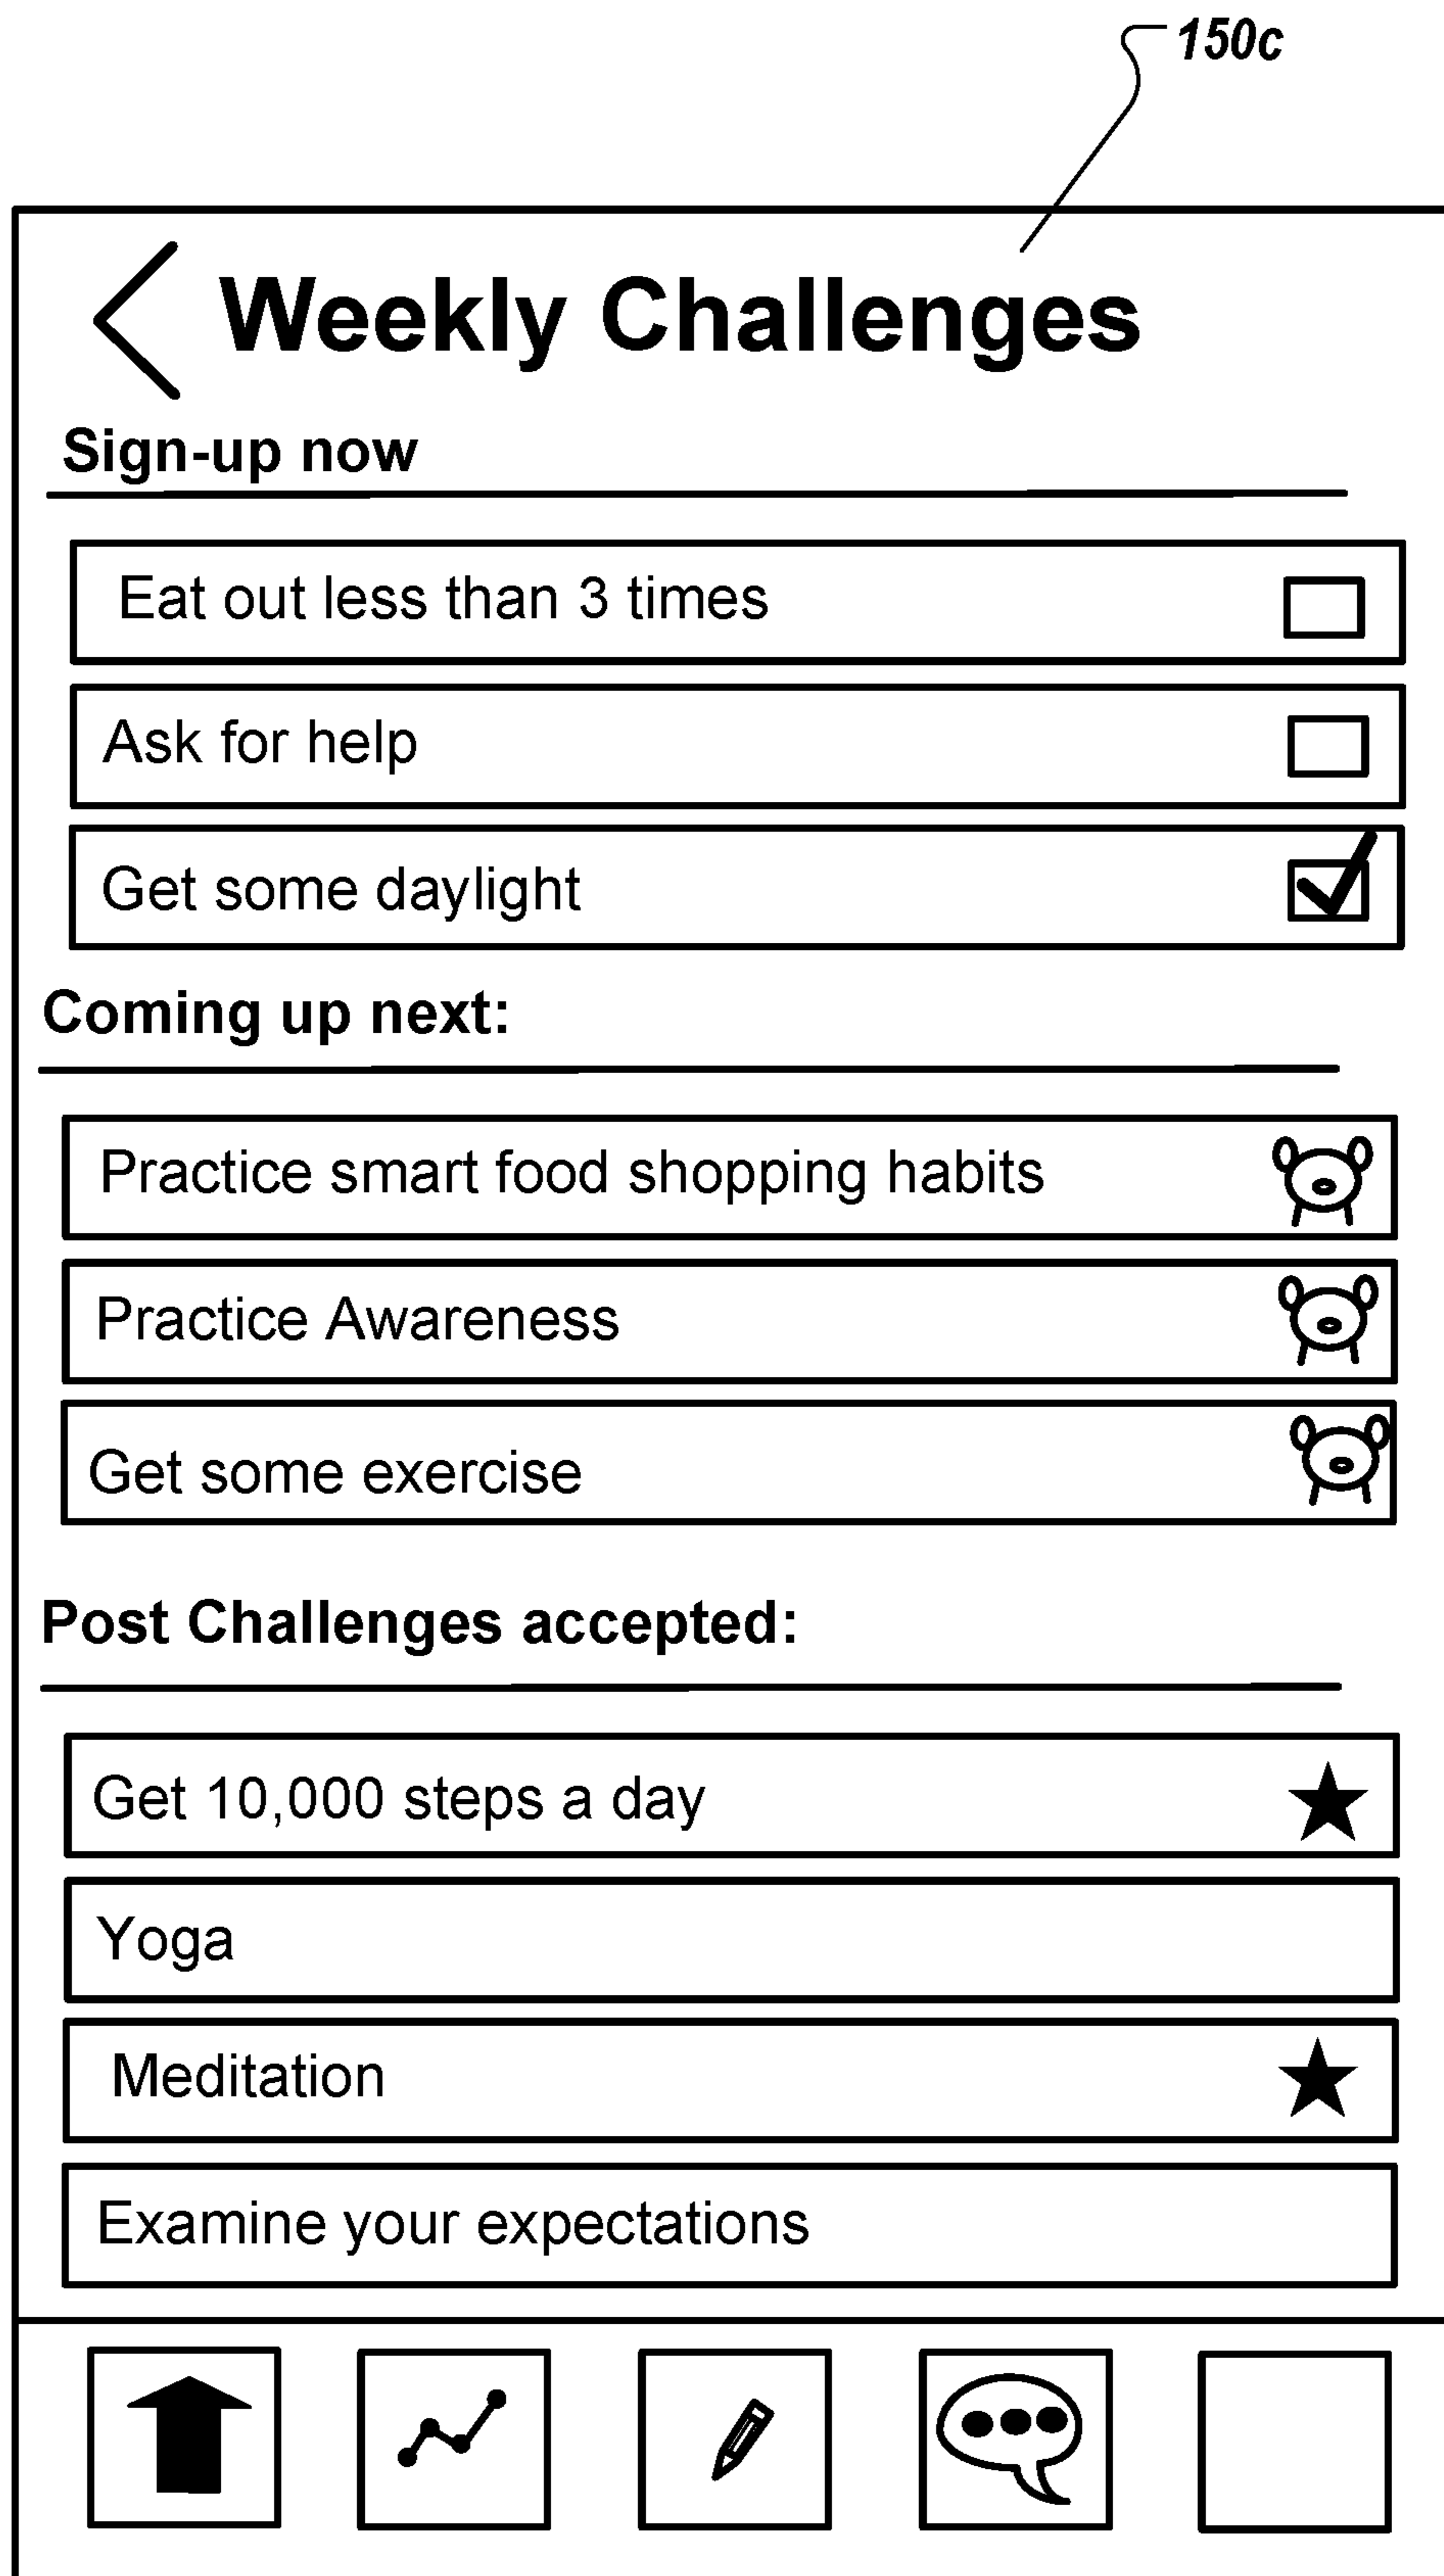 150c
Weekly Challenges
Sign-up now
Eat out less than 3 times
Ask for help
Get some daylight
Coming up next:
Practice smart food shopping habits
Practice Awareness
Get some exercise
Post Challenges accepted:
Get 10,000 steps a day
Yoga
Meditation
Examine your expectations